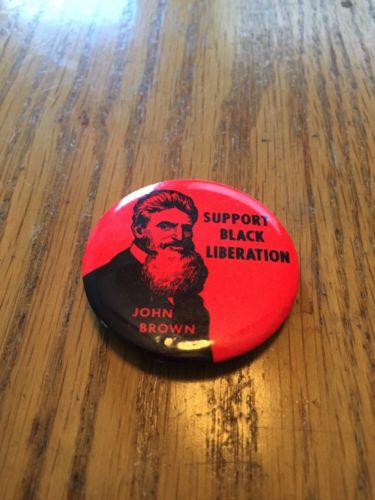 SUPPORT
BLACK
LIBERATION
JOHN
BROWN